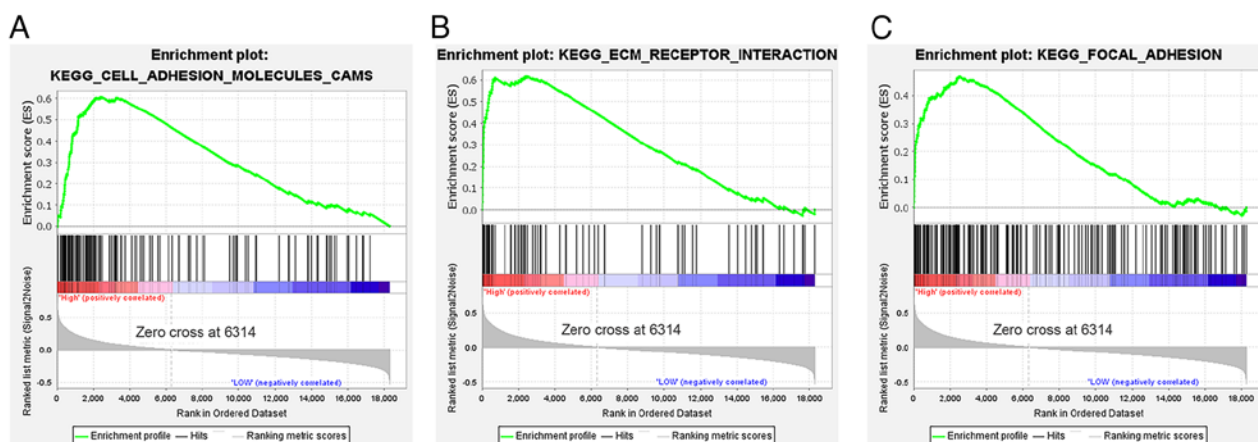 A
Enrichment plot:
KEGG_CELL_ADHESION_MOLECULES_CAMS
Enrichment score (ES)
0.6
0.5
0.4
0.3
0.2
0.1
0.0
'High' (positively correlated)
Ranked list metric (Signal2Noise)
0.5
0.0
-0.5
Zero cross at 6314
'LOW' (negatively correlated)
0 2,000 4,000 6,000 8,000 10,000 12,000 14,000 16,000 18,000
Rank in Ordered Dataset
Enrichment profile Hits Ranking metric scores
B
Enrichment plot: KEGG_ECM_RECEPTOR_INTERACTION
Enrichment score (ES)
0.6
0.5
0.4
0.3
0.2
0.1
0.0
'High' (positively correlated)
Ranked list metric (Signal2Noise)
0.5
0.0
-0.5
Zero cross at 6314
'LOW' (negatively correlated)
0 2,000 4,000 6,000 8,000 10,000 12,000 14,000 16,000 18,000
Rank in Ordered Dataset
Enrichment profile Hits Ranking metric scores
C
Enrichment plot: KEGG_FOCAL_ADHESION
Enrichment score (ES)
0.4
0.3
0.2
0.1
0.0
'High' (positively correlated)
Ranked list metric (Signal2Noise)
0.5
0.0
-0.5
Zero cross at 6314
'LOW' (negatively correlated)
0 2,000 4,000 6,000 8,000 10,000 12,000 14,000 16,000 18,000
Rank in Ordered Dataset
Enrichment profile Hits Ranking metric scores